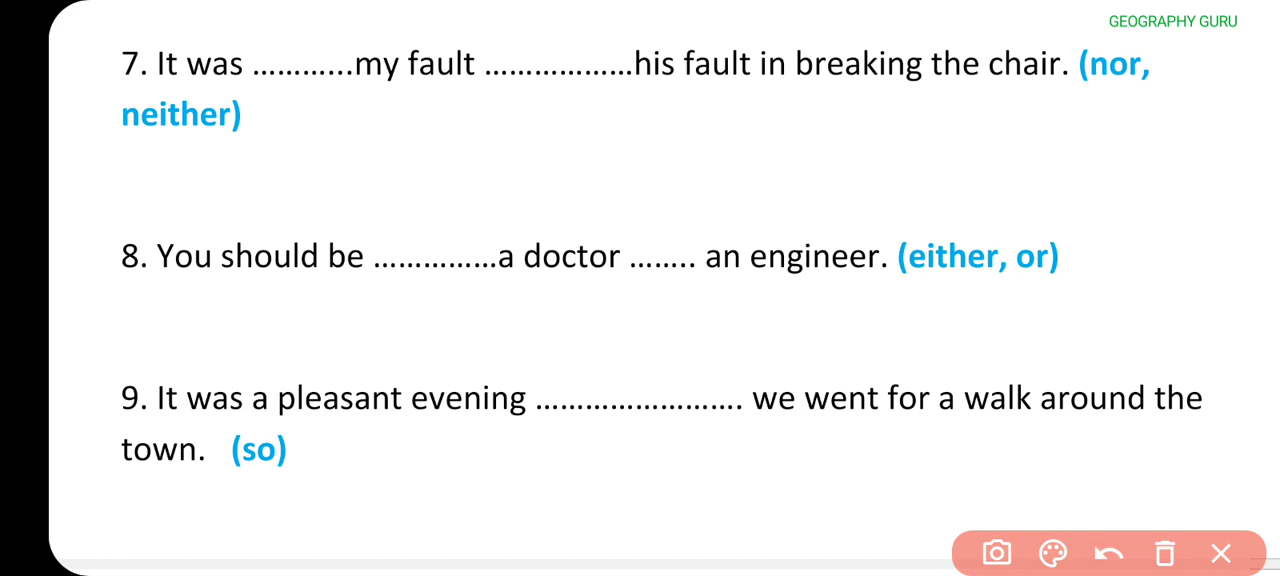 GEOGRAPHY GURU
7. It was ............my fault ..................his fault in breaking the chair. (nor,
neither)
8. You should be ...............a doctor ........ an engineer. (either, or)
9. It was a pleasant evening ......................... we went for a walk around the
town. (so)